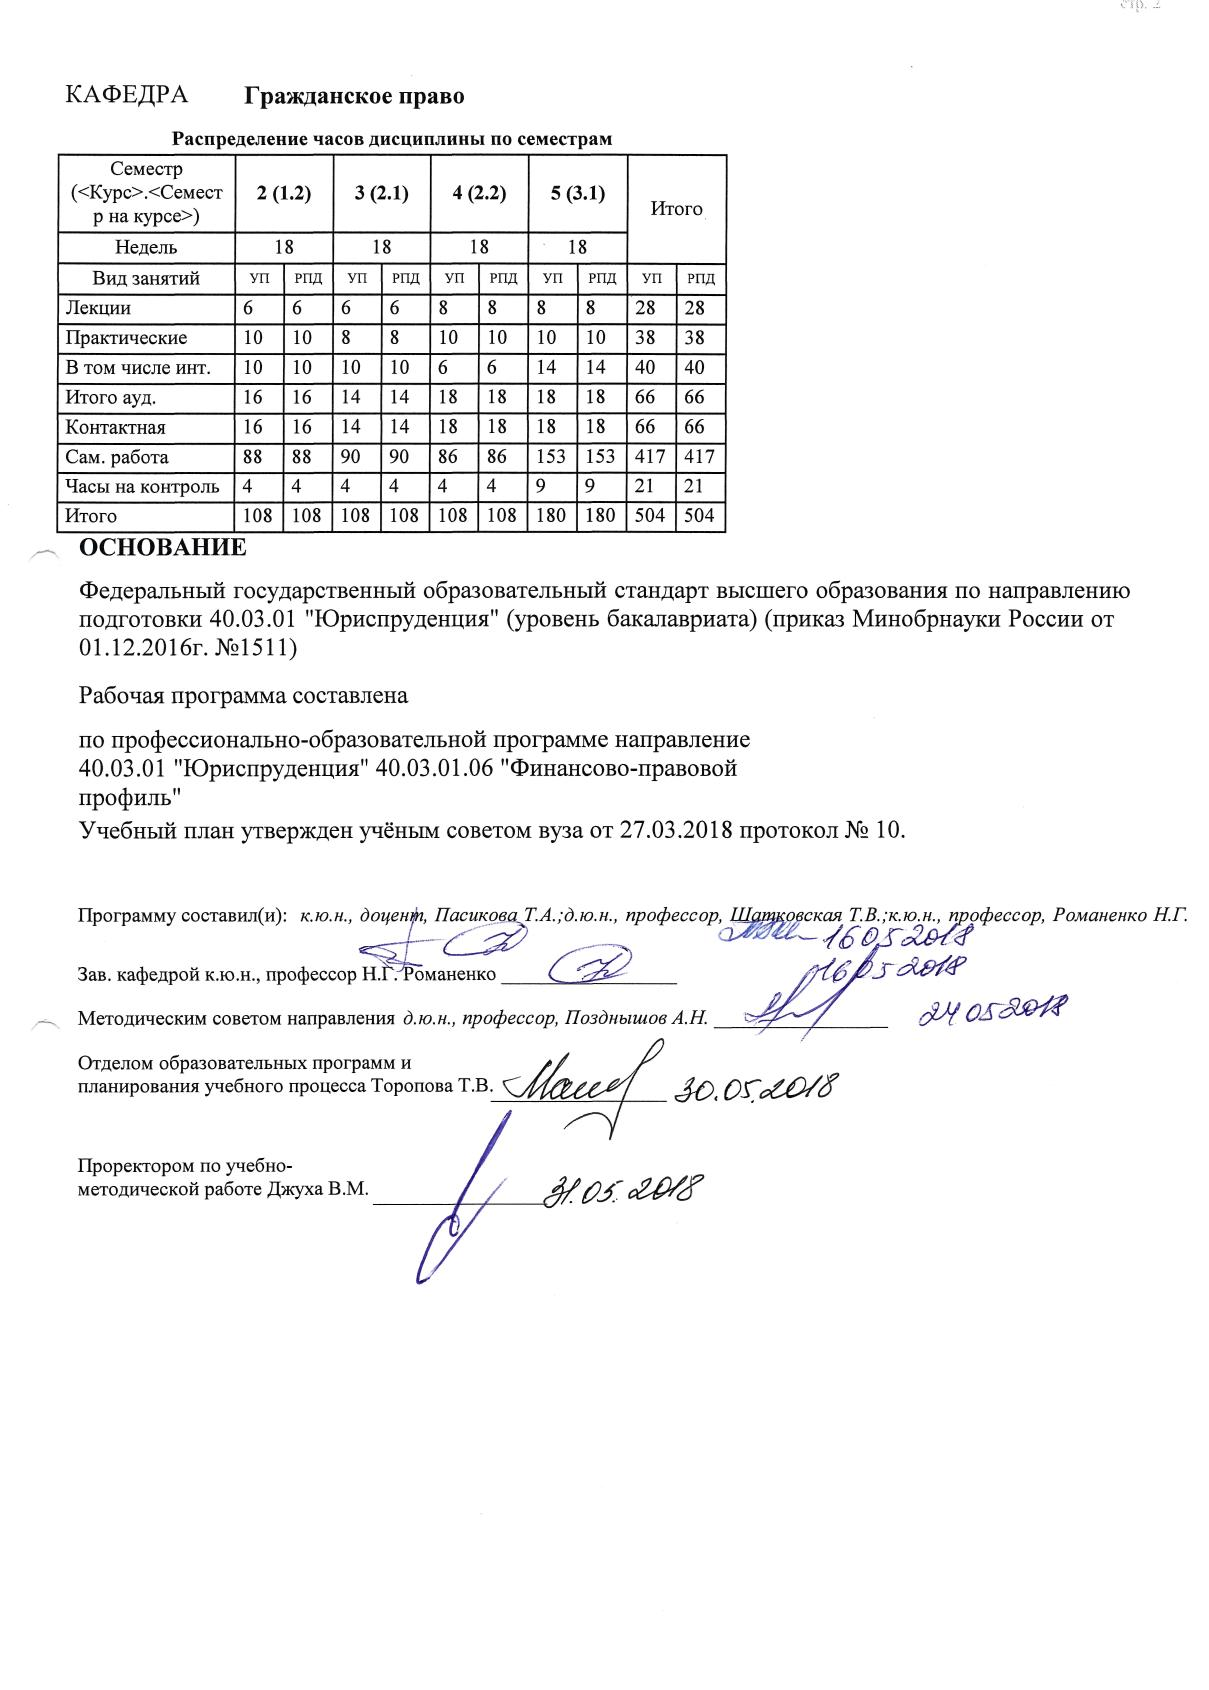 стр. 2
КАФЕДРА Гражданское право
Распределение часов дисциплины по семестрам
Семестр (<Курс>.<Семестр на курсе>) 2 (1.2) 3 (2.1) 4 (2.2) 5 (3.1) Итого
Недель 18 18 18 18
Вид занятий УП РПД УП РПД УП РПД УП РПД УП РПД
Лекции 6 6 6 6 8 8 8 8 28 28
Практические 10 10 8 8 10 10 10 10 38 38
В том числе инт. 10 10 10 10 6 6 14 14 40 40
Итого ауд. 16 16 14 14 18 18 18 18 66 66
Контактная 16 16 14 14 18 18 18 18 66 66
Сам. работа 88 88 90 90 86 86 153 153 417 417
Часы на контроль 4 4 4 4 4 4 9 9 21 21
Итого 108 108 108 108 108 108 180 180 504 504
ОСНОВАНИЕ
Федеральный государственный образовательный стандарт высшего образования по направлению
подготовки 40.03.01 "Юриспруденция" (уровень бакалавриата) (приказ Минобрнауки России от
01.12.2016г. №1511)
Рабочая программа составлена
по профессионально-образовательной программе направление
40.03.01 "Юриспруденция" 40.03.01.06 "Финансово-правовой
профиль"
Учебный план утвержден учёным советом вуза от 27.03.2018 протокол № 10.
Программу составил(и): к.ю.н., доцент, Пасикова Т.А.;д.ю.н., профессор, Шатковская Т.В.;к.ю.н., профессор, Романенко Н.Г.
16052018
Зав. кафедрой к.ю.н., профессор Н.Г. Романенко 16052018
Методическим советом направления д.ю.н., профессор, Позднышов А.Н. 24052018
Отделом образовательных программ и
планирования учебного процесса Торопова Т.В. 30.05.2018
Проректором по учебно-
методической работе Джуха В.М. 31.05.2018